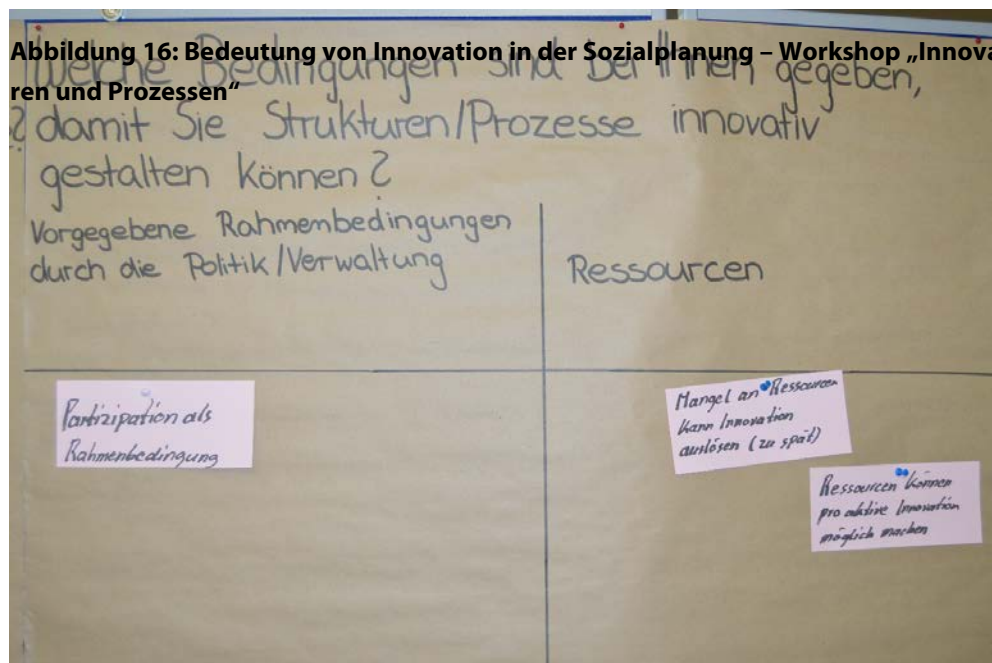 Abbildung 16: Bedeutung von Innovation in der Sozialplanung – Workshop „Innova
ren und Prozessen“
Welche Bedingungen sind bei Ihnen gegeben,
? damit Sie Strukturen/Prozesse innovativ
gestalten können?
Vorgegebene Rahmenbedingungen
durch die Politik/Verwaltung
Ressourcen
Partizipation als
Rahmenbedingung
Mangel an Ressourcen
kann Innovation
auslösen (zu spät)
Ressourcen können
pro aktive Innovation
möglich machen